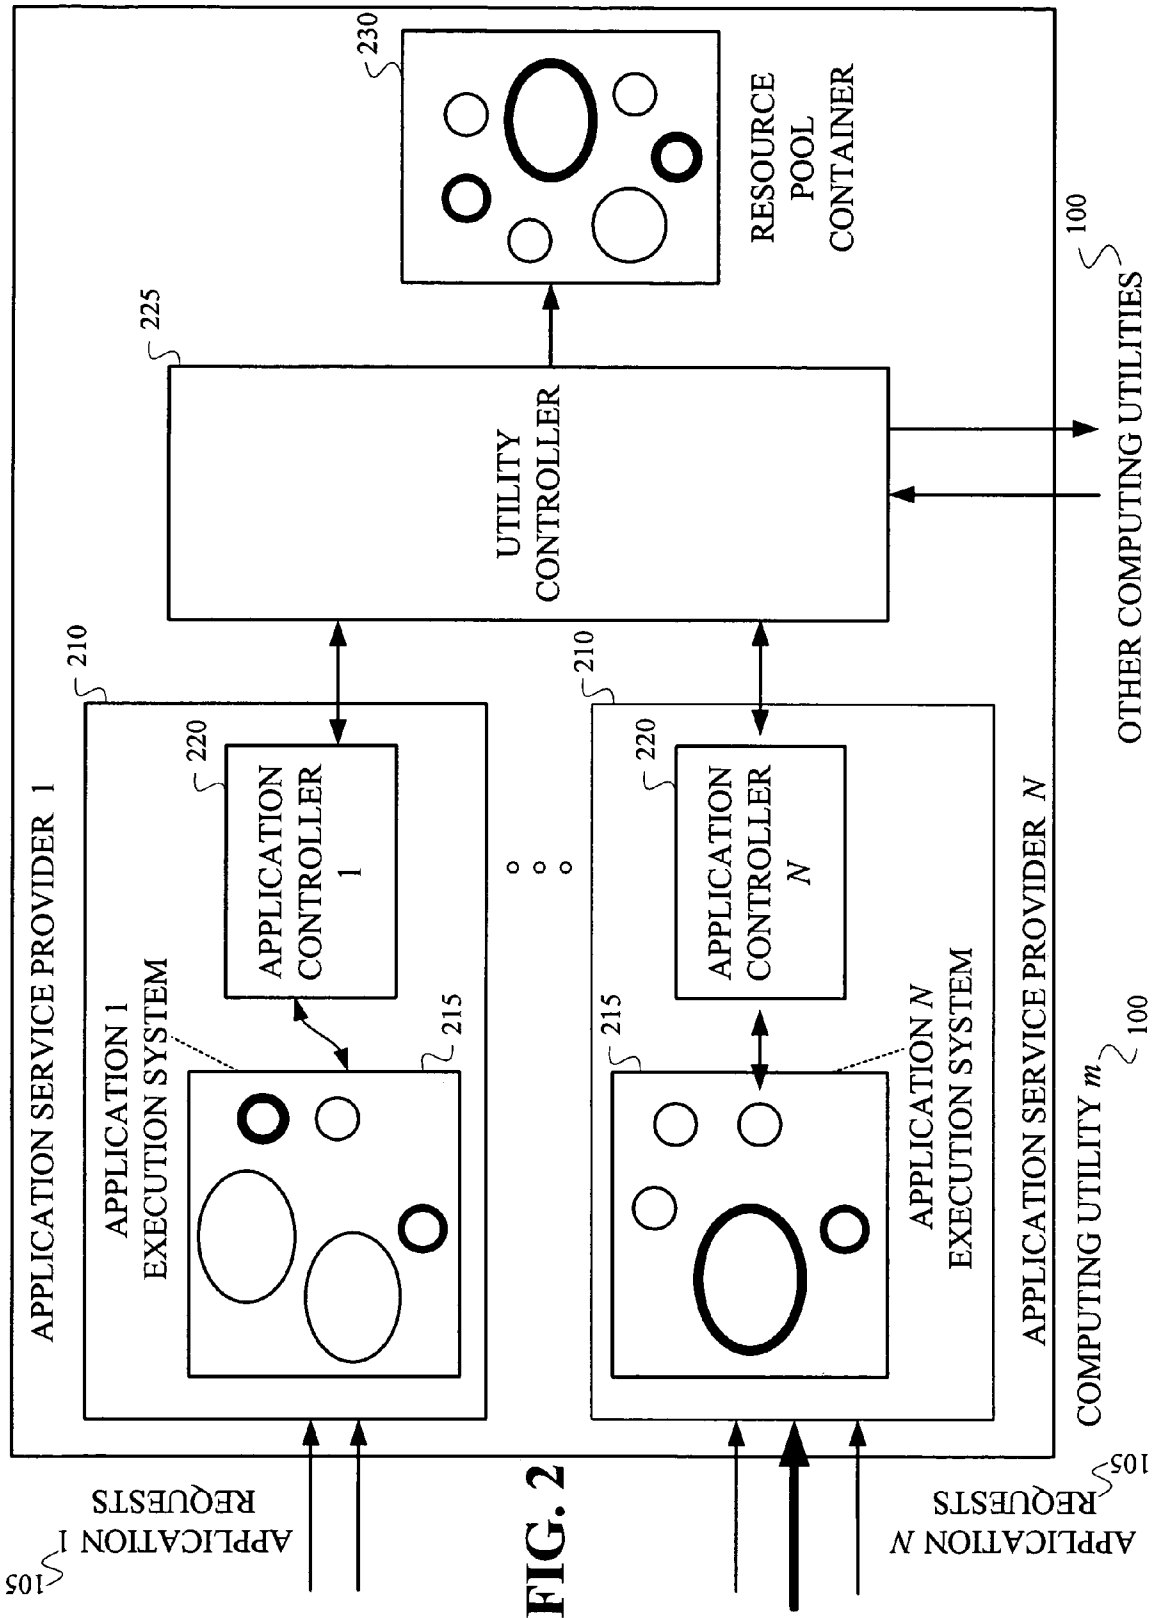 APPLICATION SERVICE PROVIDER 1
210
APPLICATION 1
EXECUTION SYSTEM
215
220
APPLICATION
CONTROLLER
1
105
APPLICATION 1
REQUESTS
225
UTILITY
CONTROLLER
230
RESOURCE
POOL
CONTAINER
210
215
220
APPLICATION
CONTROLLER
N
APPLICATION N
EXECUTION SYSTEM
APPLICATION SERVICE PROVIDER N
105
APPLICATION N
REQUESTS
COMPUTING UTILITY m
100
OTHER COMPUTING UTILITIES
100
FIG. 2